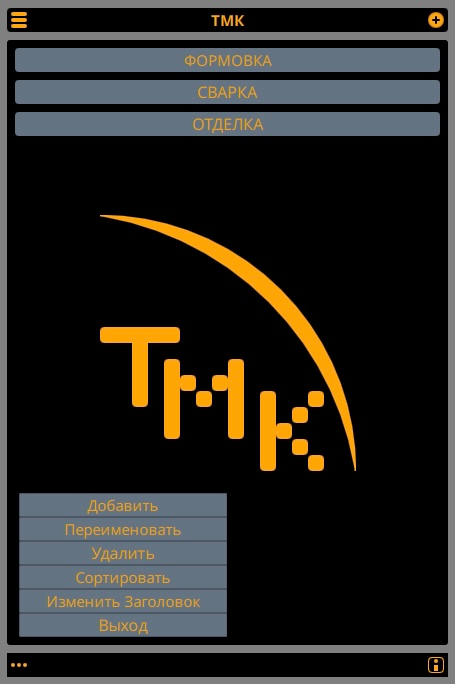 ТМК
ФОРМОВКА
СВАРКА
ОТДЕЛКА
ТМК
Добавить
Переименовать
Удалить
Сортировать
Изменить Заголовок
Выход